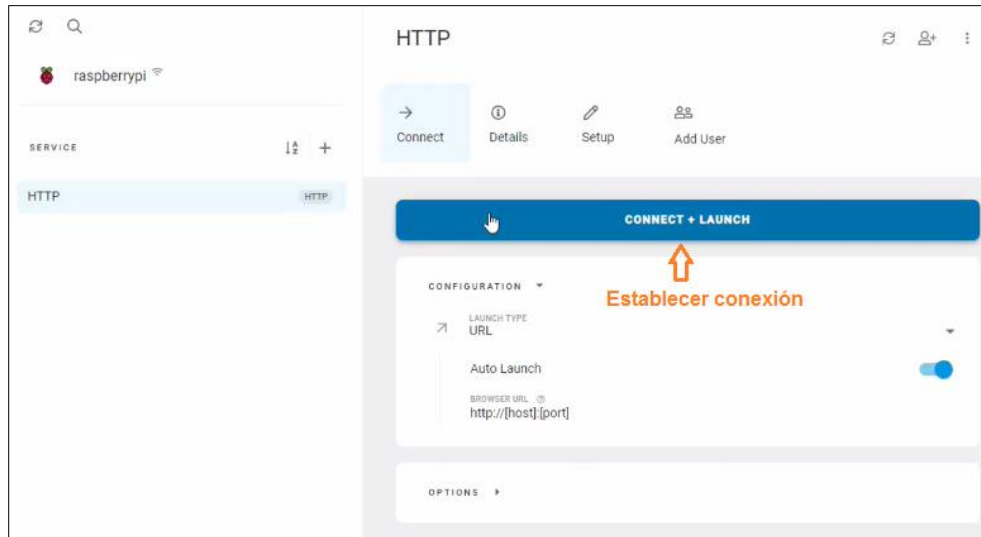 raspberrypi
SERVICE
HTTP HTTP
HTTP
Connect Details Setup Add User
CONNECT + LAUNCH
Establecer conexión
CONFIGURATION
LAUNCH TYPE
URL
Auto Launch
BROWSER URL
http://[host]:[port]
OPTIONS